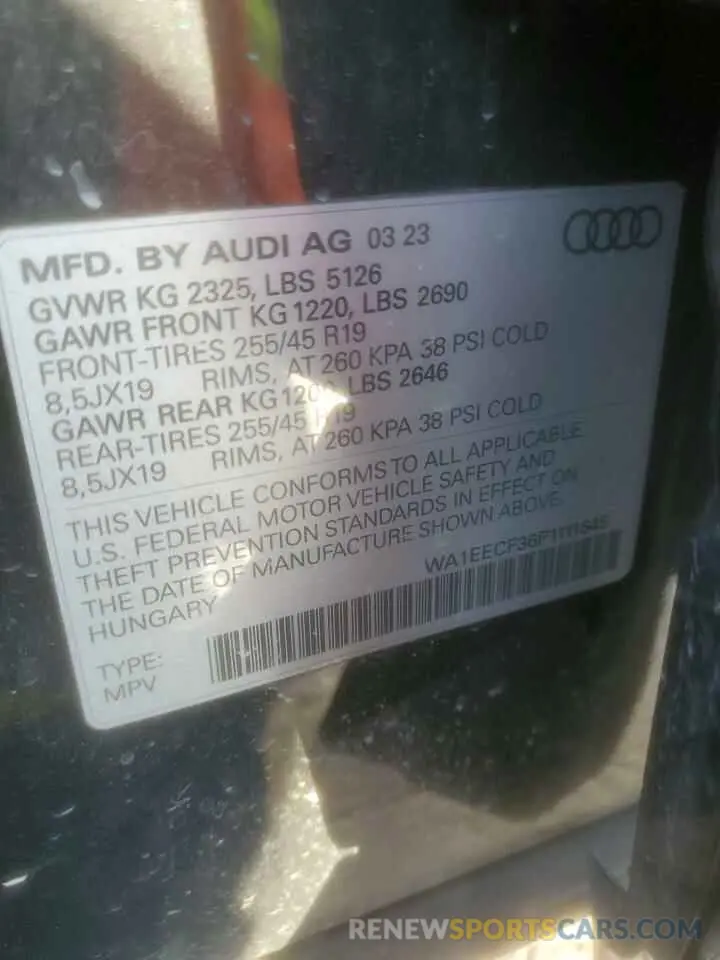 MFD. BY AUDI AG 03 23
GVWR KG 2325, LBS 5126
GAWR FRONT KG 1220, LBS 2690
FRONT-TIRES 255/45 R19
8,5JX19 RIMS, AT 260 KPA 38 PSI COLD
GAWR REAR KG LBS 2646
REAR-TIRES 255/45 R19
8,5JX19 RIMS, AT 260 KPA 38 PSI COLD
THIS VEHICLE CONFORMS TO ALL APPLICABLE
U.S. FEDERAL MOTOR VEHICLE SAFETY AND
THEFT PREVENTION STANDARDS IN EFFECT ON
THE DATE OF MANUFACTURE SHOWN ABOVE.
HUNGARY
TYPE:
MPV
RENEWSPORTSCARS.COM